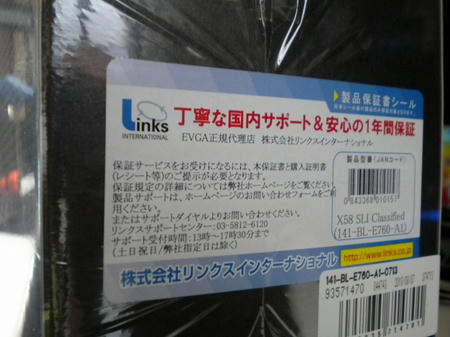 製品保証書シール
Links
INTERNATIONAL
丁寧な国内サポート&安心の1年間保証
EVGA正規代理店 株式会社リンクスインターナショナル
保証サービスをお受けになるには、本保証書と購入証明書
(レシート等)のご提示が必要となります。
保証規定の詳細については弊社ホームページをご覧ください。
製品サポートは、ホームページのお問い合わせフォームをご利用くださ
い。
またはサポートダイヤルよりお問い合わせください。
リンクスサポートセンター:03-5812-6120
サポート受付時間:13時〜17時30分まで
(土日祝日/弊社指定日は除く)
製品型番(JANコード)
0843368010157
X58 SLI Classified
(141-BL-E760-A1)
株式会社リンクスインターナショナル
http://www.links.co.jp
141-BL-E760-A1-0713
93571470